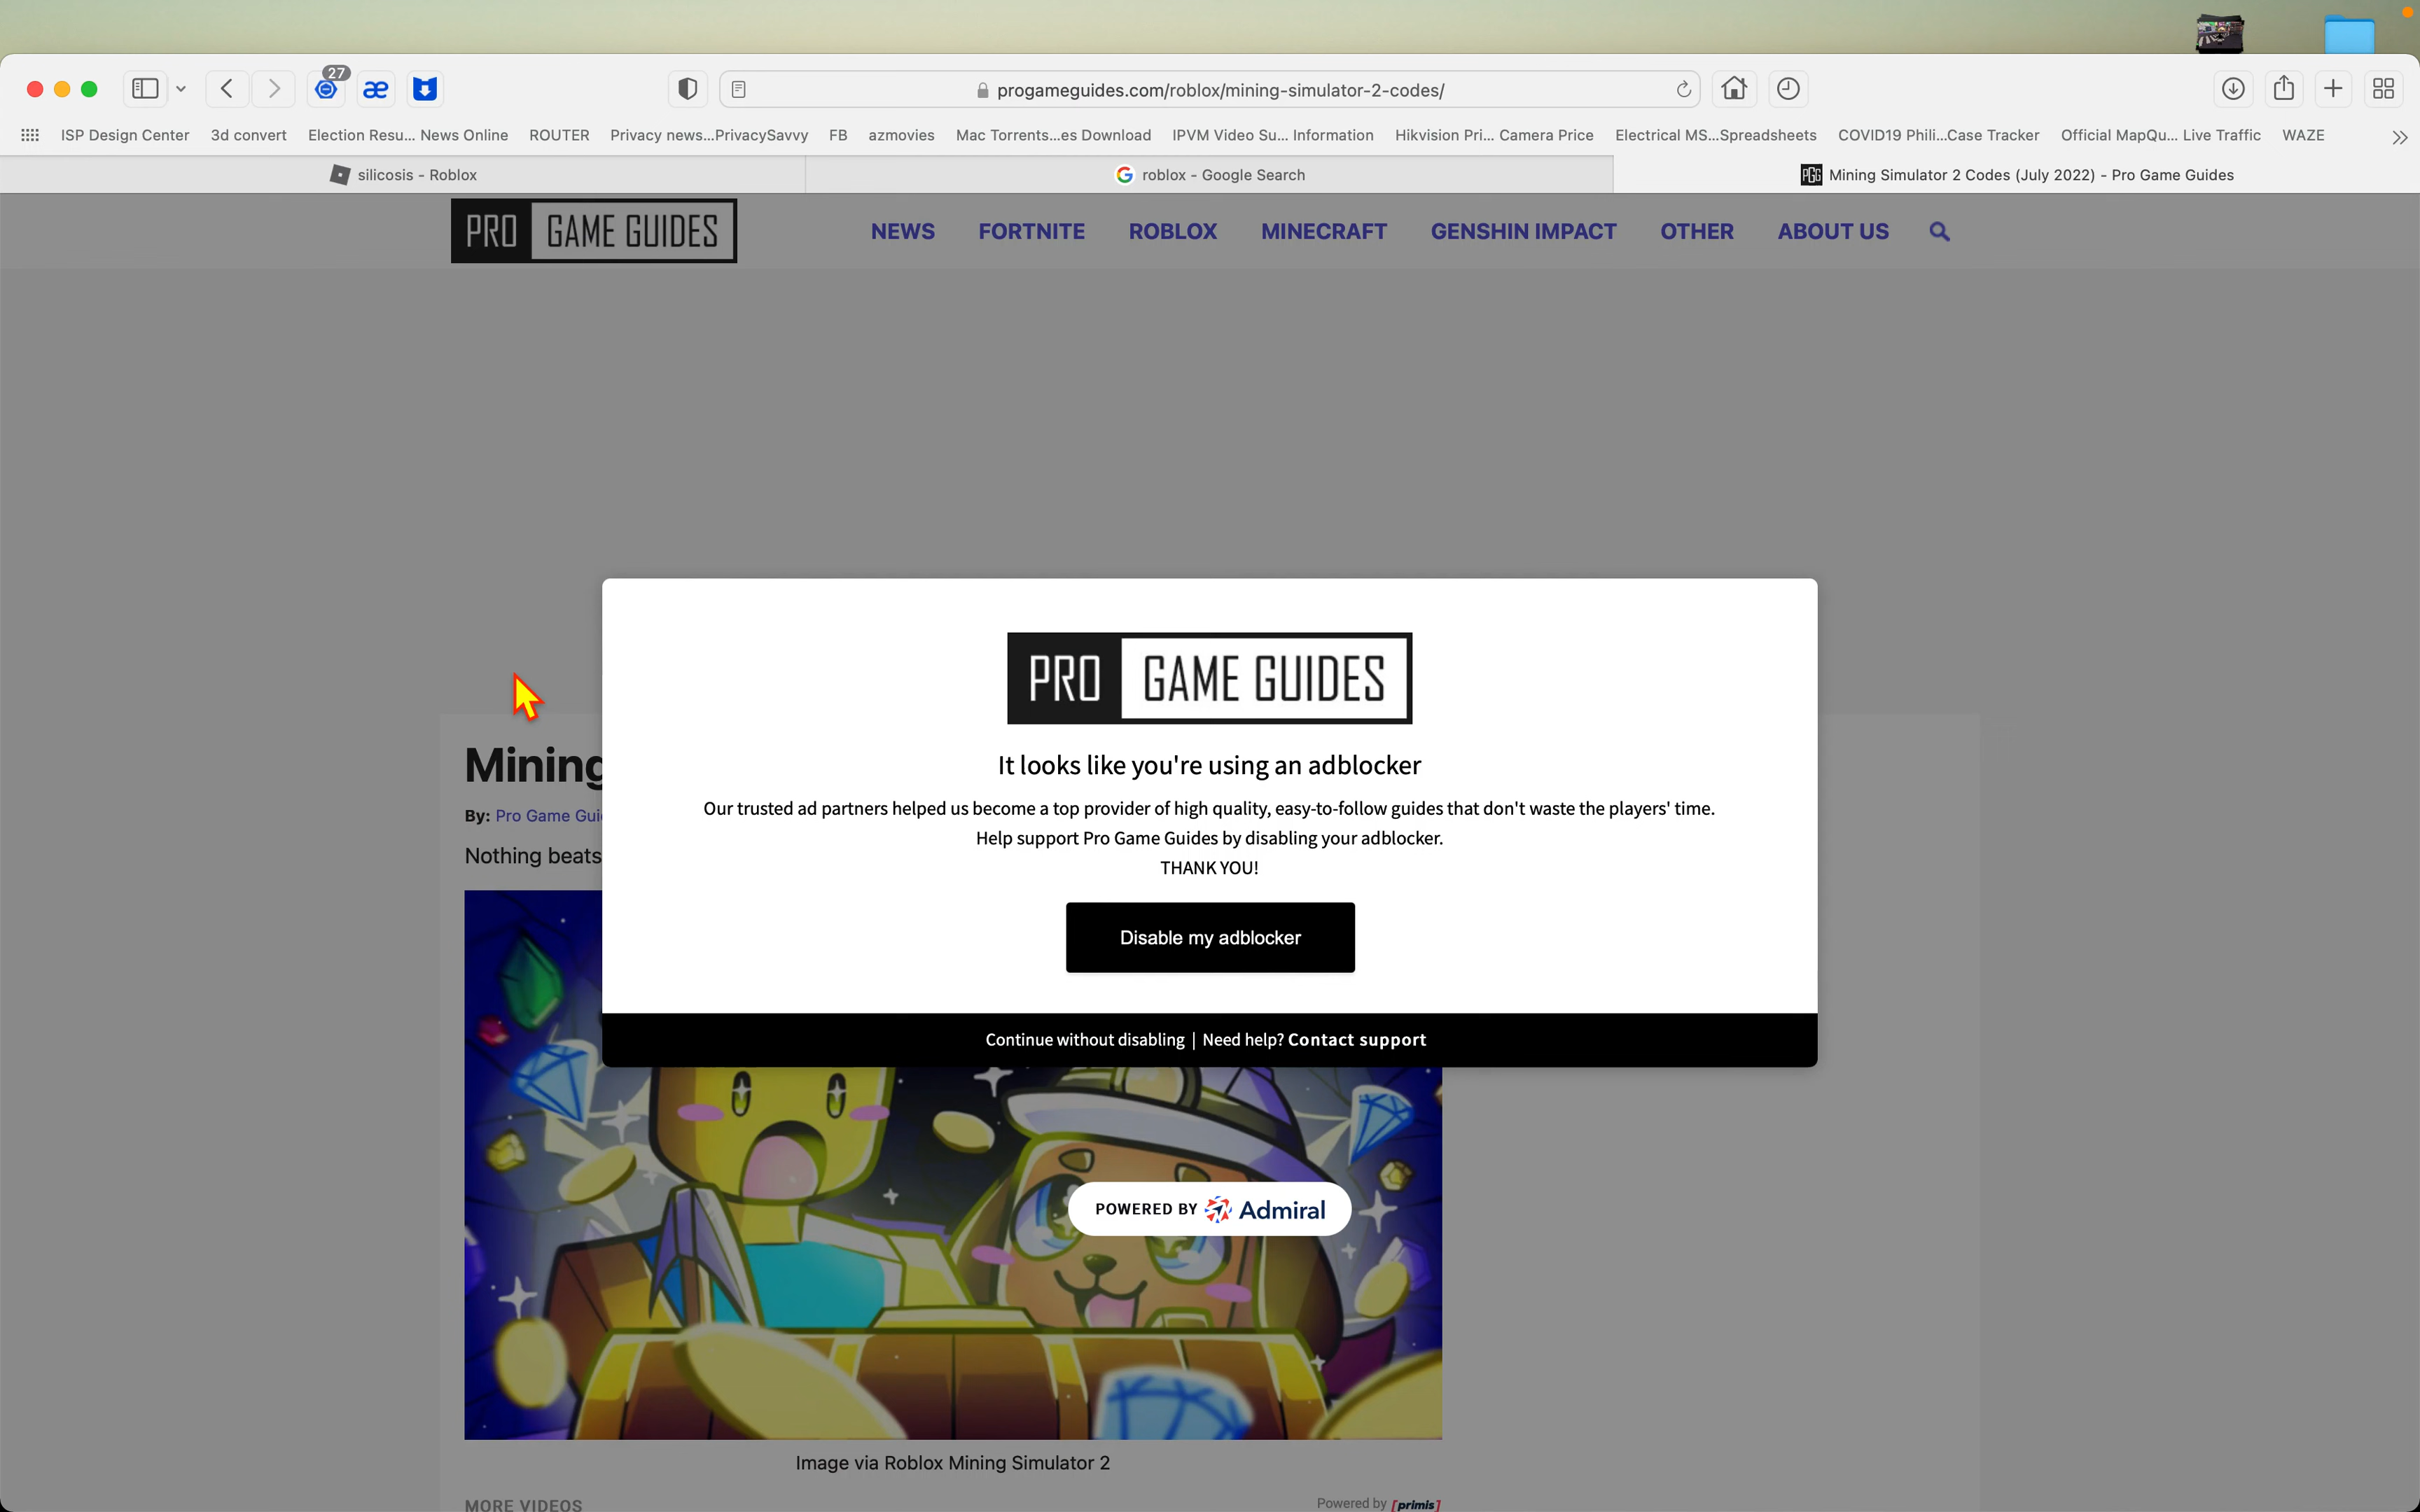 27
æ
progameguides.com/roblox/mining-simulator-2-codes/
ISP Design Center 3d convert Election Resu... News Online ROUTER Privacy news...PrivacySavvy FB azmovies Mac Torrents...es Download IPVM Video Su... Information Hikvision Pri... Camera Price Electrical MS...Spreadsheets COVID19 Phili...Case Tracker Official MapQu... Live Traffic WAZE
silicosis - Roblox roblox - Google Search PGG Mining Simulator 2 Codes (July 2022) - Pro Game Guides
PRO GAME GUIDES NEWS FORTNITE ROBLOX MINECRAFT GENSHIN IMPACT OTHER ABOUT US
PRO GAME GUIDES
It looks like you're using an adblocker
Our trusted ad partners helped us become a top provider of high quality, easy-to-follow guides that don't waste the players' time.
Help support Pro Game Guides by disabling your adblocker.
THANK YOU!
Disable my adblocker
Continue without disabling | Need help? Contact support
Mining
By: Pro Game Gui
Nothing beats
POWERED BY Admiral
Image via Roblox Mining Simulator 2
MORE VIDEOS Powered by [primis]